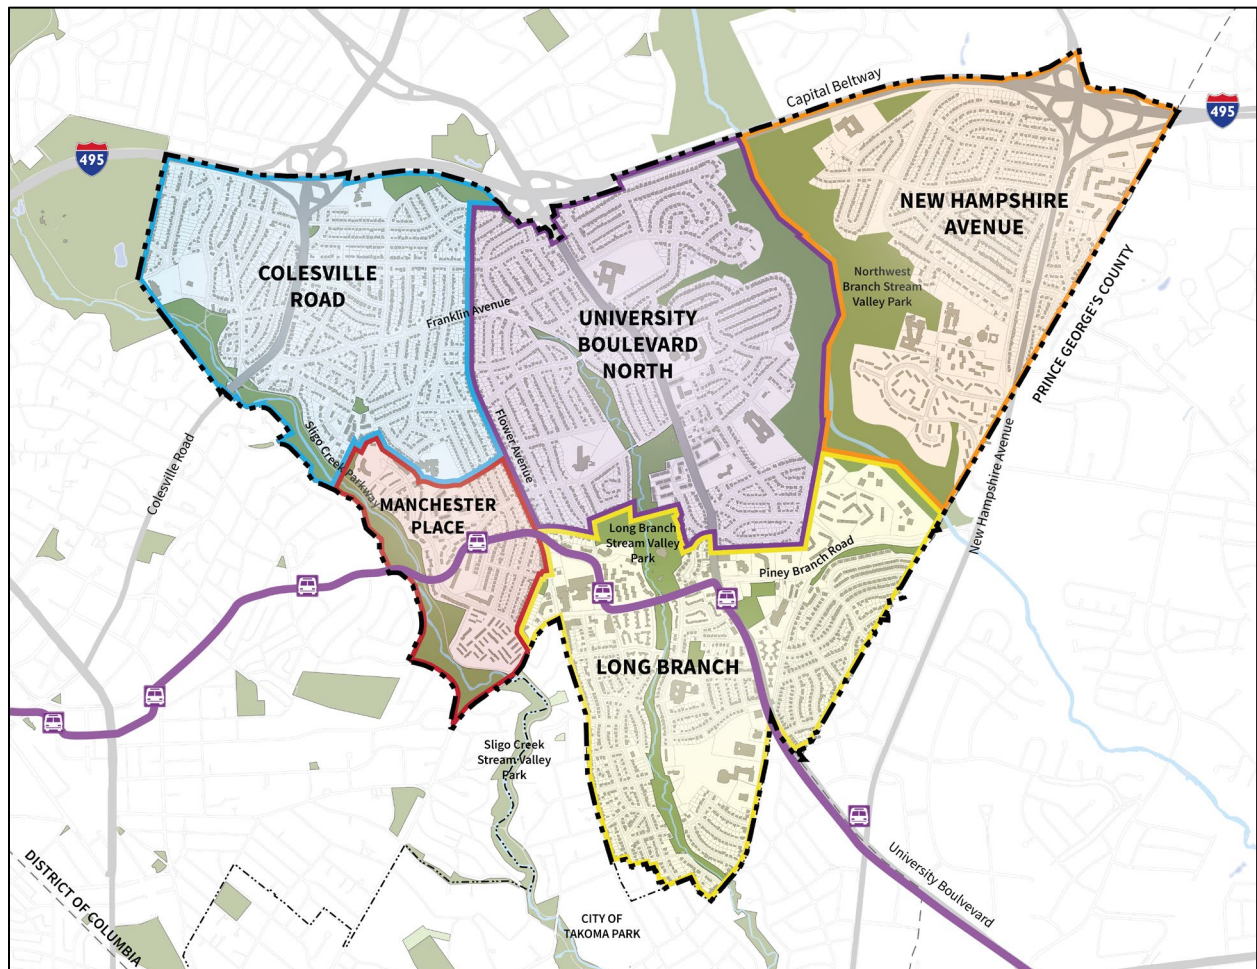 Capital Beltway
495
495
NEW HAMPSHIRE
AVENUE
COLESVILLE
ROAD
Northwest
Branch Stream
Valley Park
Franklin Avenue
UNIVERSITY
BOULEVARD
NORTH
PRINCE GEORGE'S COUNTY
Flower Avenue
Sligo Creek Parkway
Colesville Road
New Hampshire Avenue
MANCHESTER
PLACE
Long Branch
Stream Valley
Park
Piney Branch Road
LONG BRANCH
Sligo Creek
Stream Valley
Park
University Boulvevard
DISTRICT OF COLUMBIA
CITY OF
TAKOMA PARK